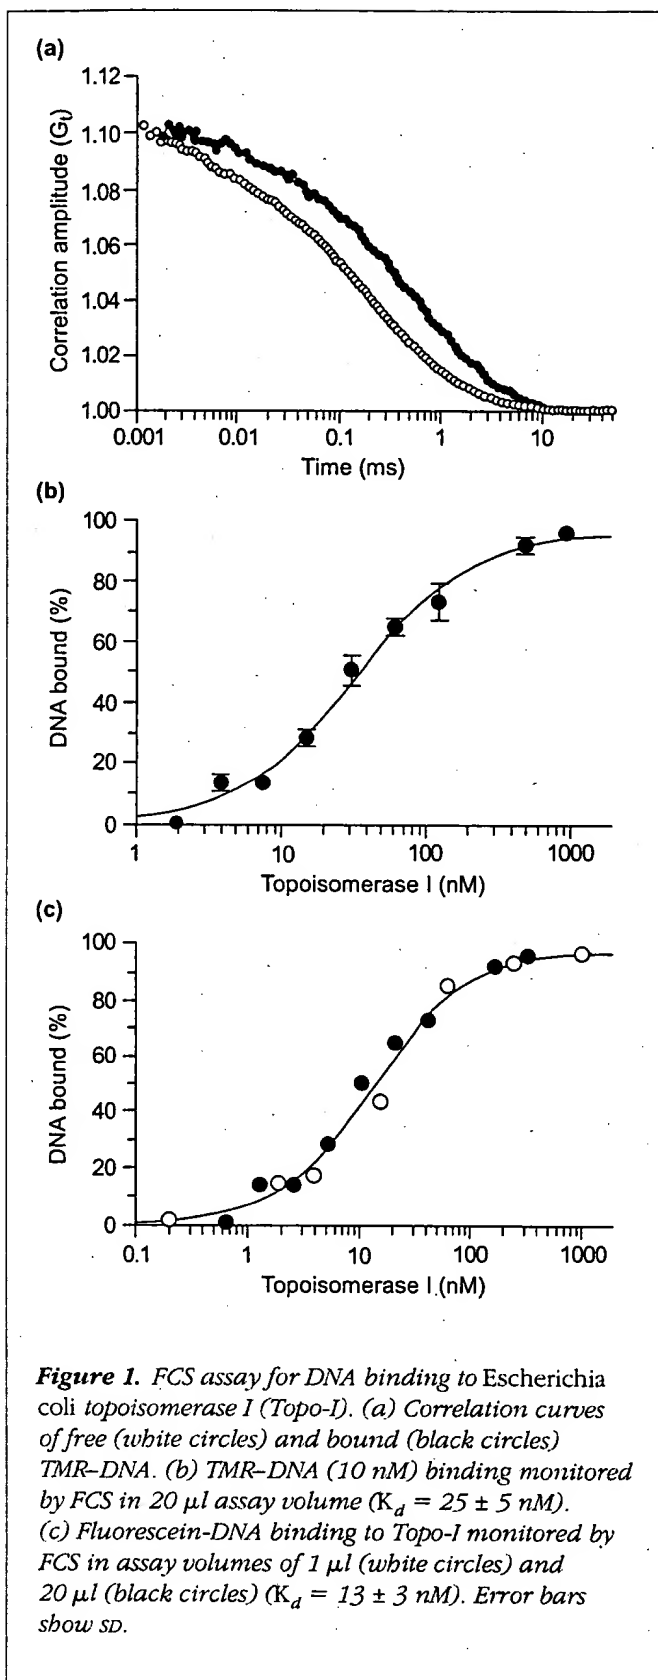 (a)
1.12
1.10
1.08
1.06
1.04
1.02
1.00
Correlation amplitude (Gt)
0.001 0.01 0.1 1 10
Time (ms)
(b)
100
80
60
40
20
0
DNA bound (%)
1 10 100 1000
Topoisomerase I (nM)
(c)
100
80
60
40
20
0
DNA bound (%)
0.1 1 10 100 1000
Topoisomerase I (nM)
Figure 1. FCS assay for DNA binding to Escherichia
coli topoisomerase I (Topo-I). (a) Correlation curves
of free (white circles) and bound (black circles)
TMR–DNA. (b) TMR–DNA (10 nM) binding monitored
by FCS in 20 µl assay volume (Kd = 25 ± 5 nM).
(c) Fluorescein-DNA binding to Topo-I monitored by
FCS in assay volumes of 1 µl (white circles) and
20 µl (black circles) (Kd = 13 ± 3 nM). Error bars
show SD.